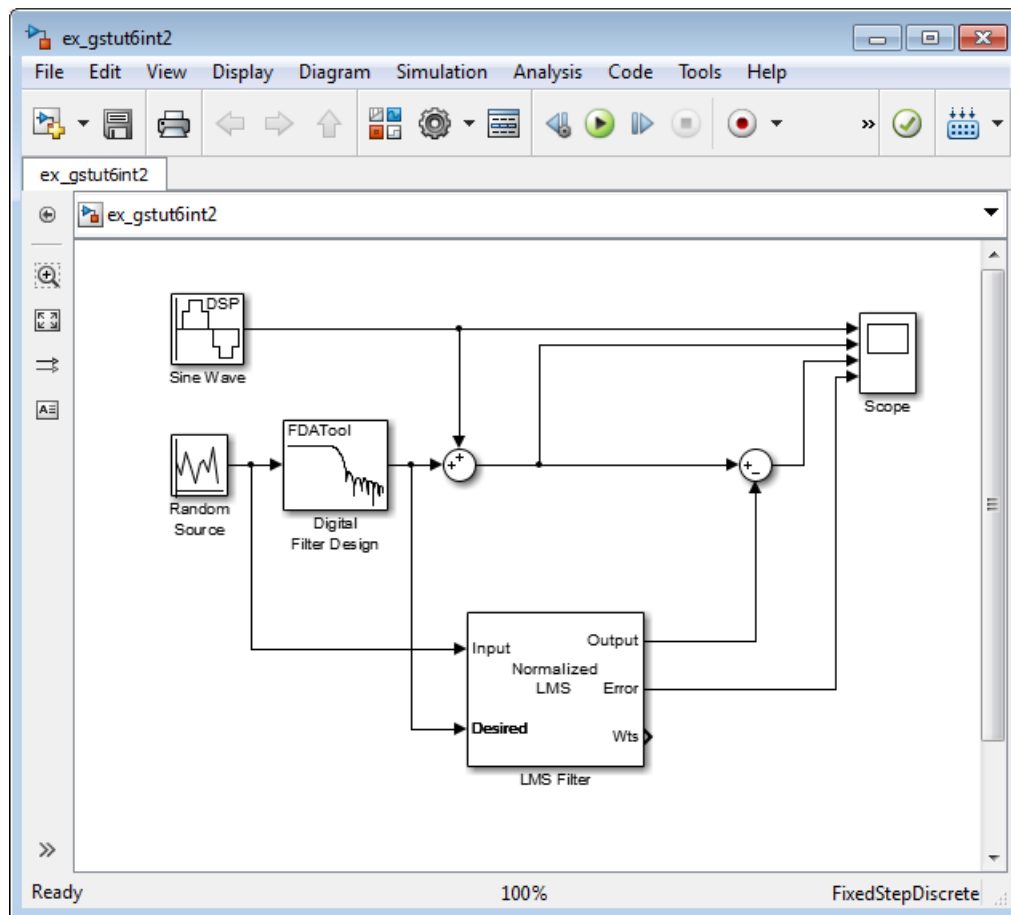 ex_gstut6int2
File Edit View Display Diagram Simulation Analysis Code Tools Help
»
ex_gstut6int2
ex_gstut6int2
DSP
Sine Wave
Scope
FDATool
Random
Source
Digital
Filter Design
Input
Output
Normalized
LMS
Error
Desired
Wts
LMS Filter
Ready 100% FixedStepDiscrete